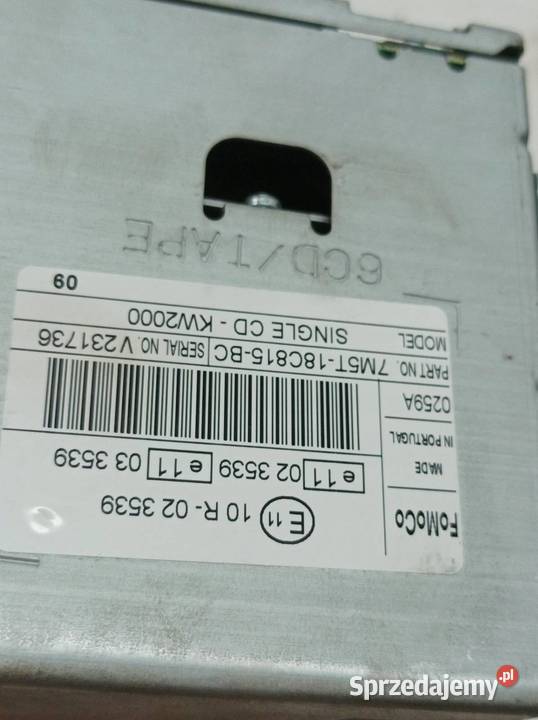 FoMoCo
E 11 10 R - 02 3539
MADE
IN PORTUGAL
e 11 02 3539 e 11 03 3539
0259A
PART NO. 7M5T-18C815-BC SERIAL NO. V231736
MODEL SINGLE CD - KW2000
09
6CD/TAPE
Sprzedajemy.pl